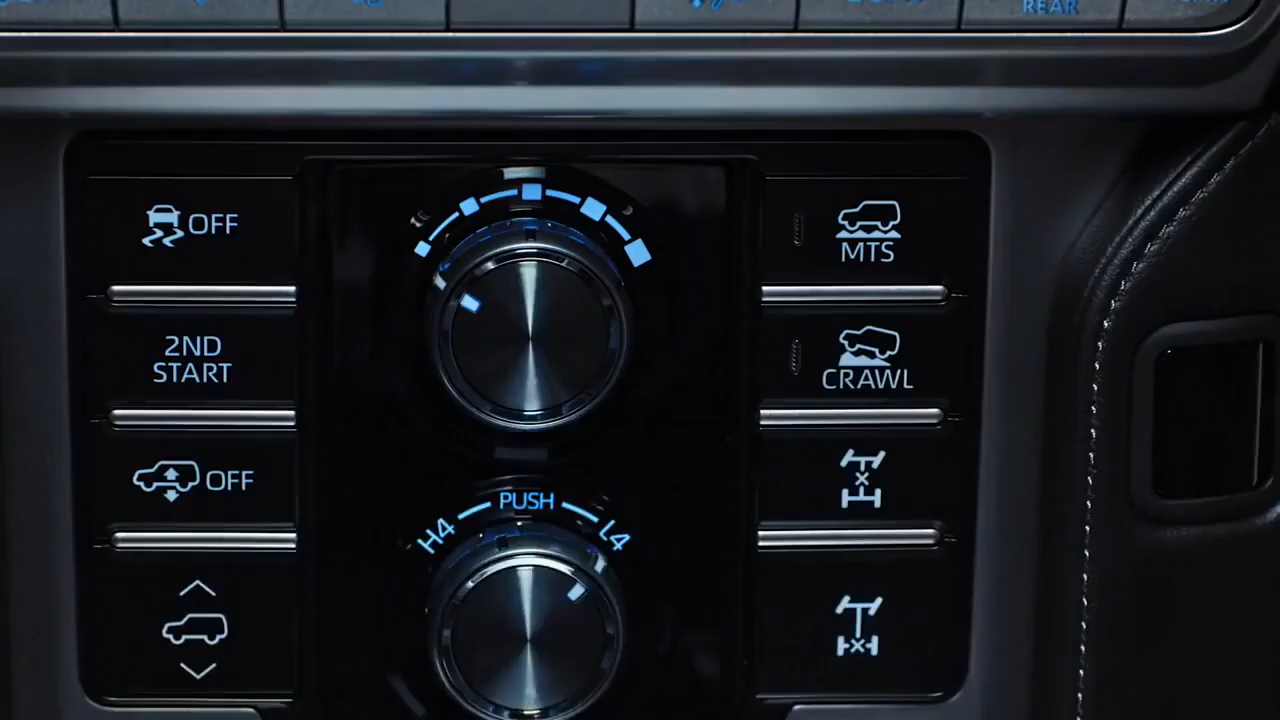 REAR
OFF
MTS
2ND
START
CRAWL
OFF
PUSH
H4
L4